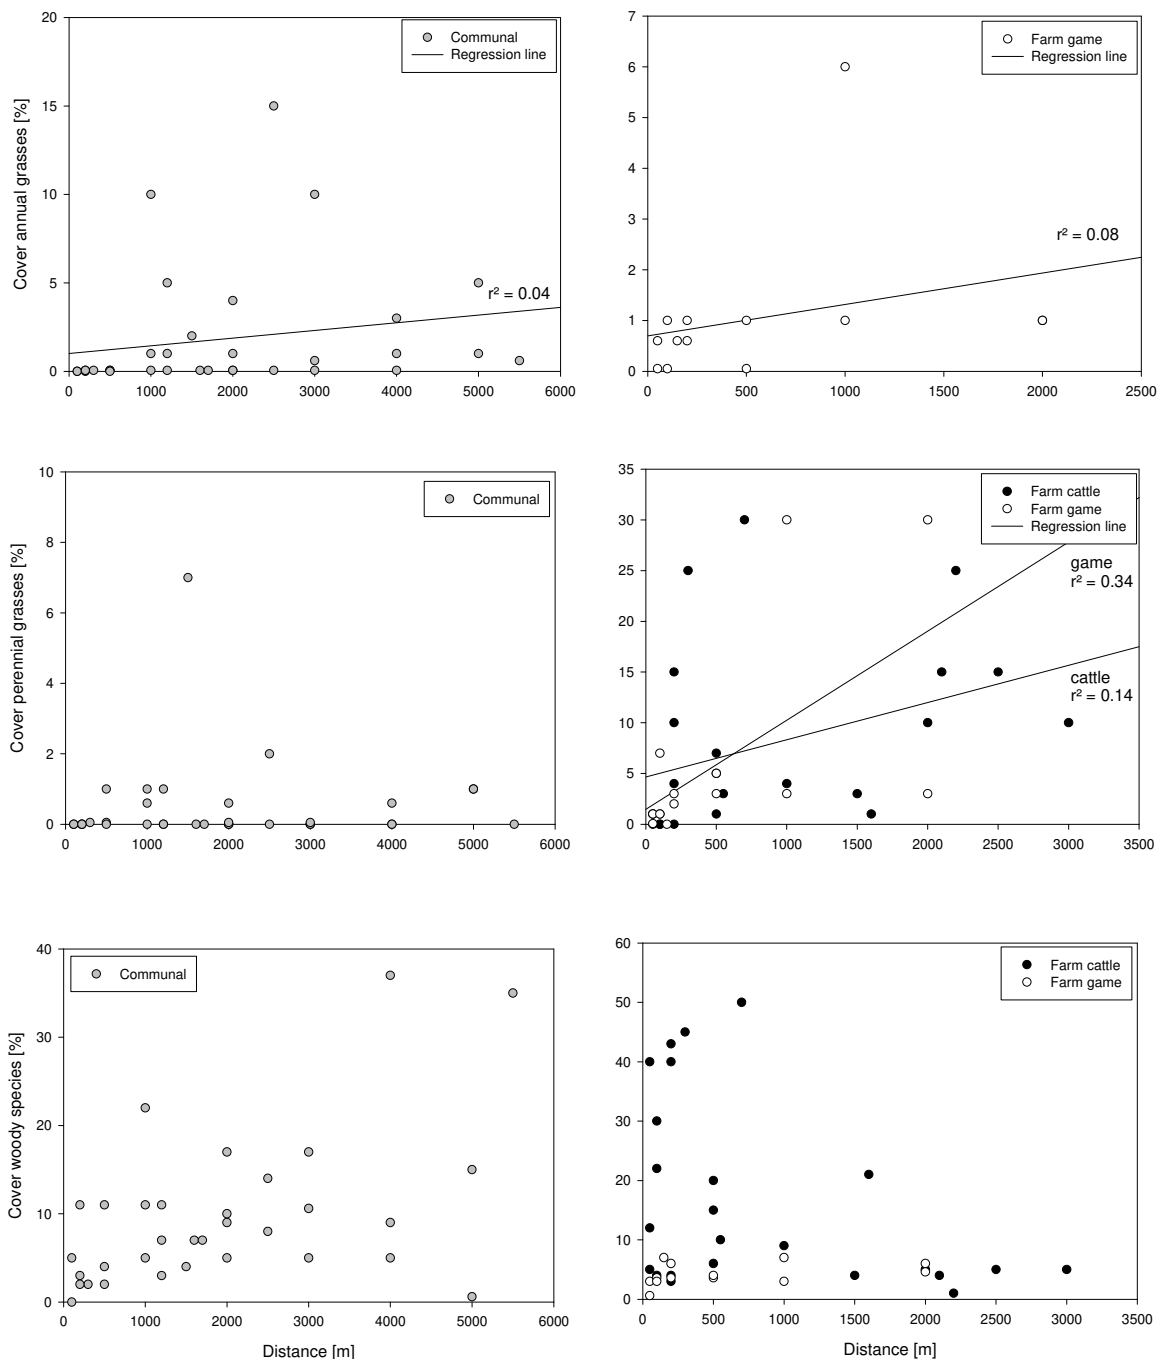 Communal
Regression line
r² = 0.04
Cover annual grasses [%]
20
15
10
5
0
0 1000 2000 3000 4000 5000 6000
Farm game
Regression line
r² = 0.08
7
6
5
4
3
2
1
0
0 500 1000 1500 2000 2500
Communal
Cover perennial grasses [%]
10
8
6
4
2
0
0 1000 2000 3000 4000 5000 6000
Farm cattle
Farm game
Regression line
game
r² = 0.34
cattle
r² = 0.14
35
30
25
20
15
10
5
0
0 500 1000 1500 2000 2500 3000 3500
Communal
Cover woody species [%]
40
30
20
10
0
0 1000 2000 3000 4000 5000 6000
Distance [m]
Farm cattle
Farm game
60
50
40
30
20
10
0
0 500 1000 1500 2000 2500 3000 3500
Distance [m]